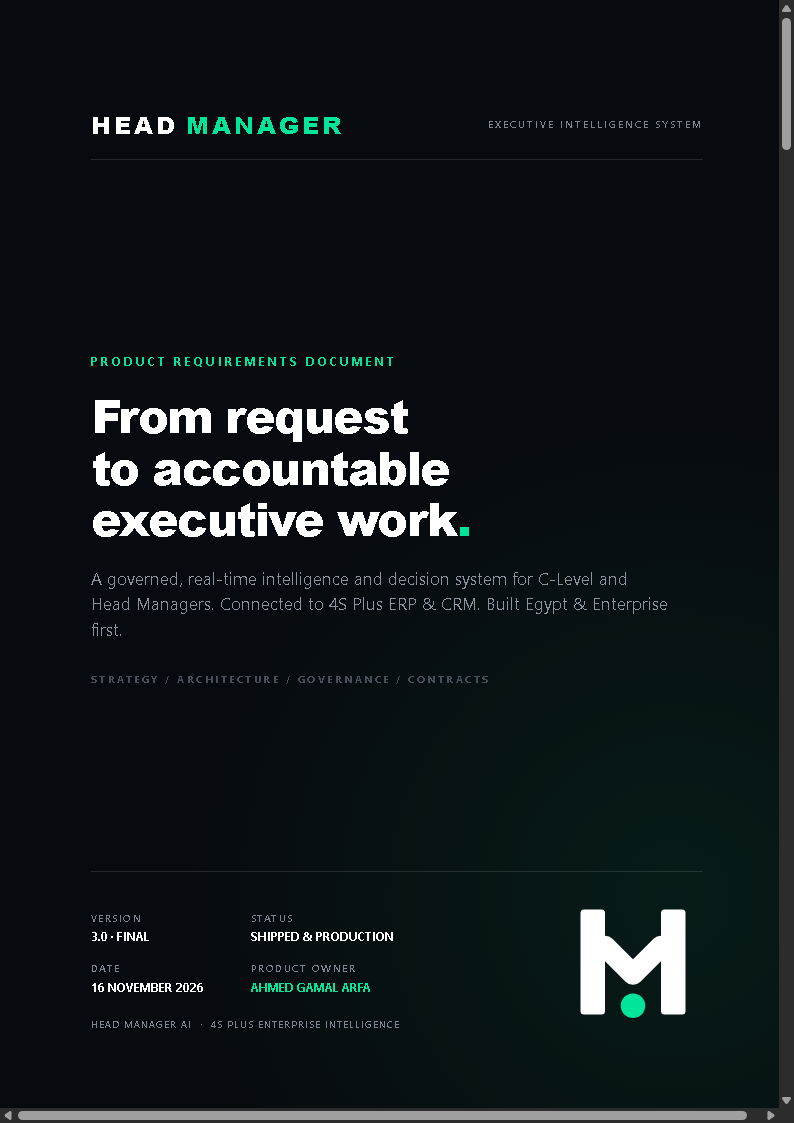 HEAD MANAGER
EXECUTIVE INTELLIGENCE SYSTEM
PRODUCT REQUIREMENTS DOCUMENT
From request
to accountable
executive work.
A governed, real-time intelligence and decision system for C-Level and
Head Managers. Connected to 4S Plus ERP & CRM. Built Egypt & Enterprise
first.
STRATEGY / ARCHITECTURE / GOVERNANCE / CONTRACTS
VERSION
3.0 · FINAL
STATUS
SHIPPED & PRODUCTION
DATE
16 NOVEMBER 2026
PRODUCT OWNER
AHMED GAMAL ARFA
HEAD MANAGER AI · 4S PLUS ENTERPRISE INTELLIGENCE
M